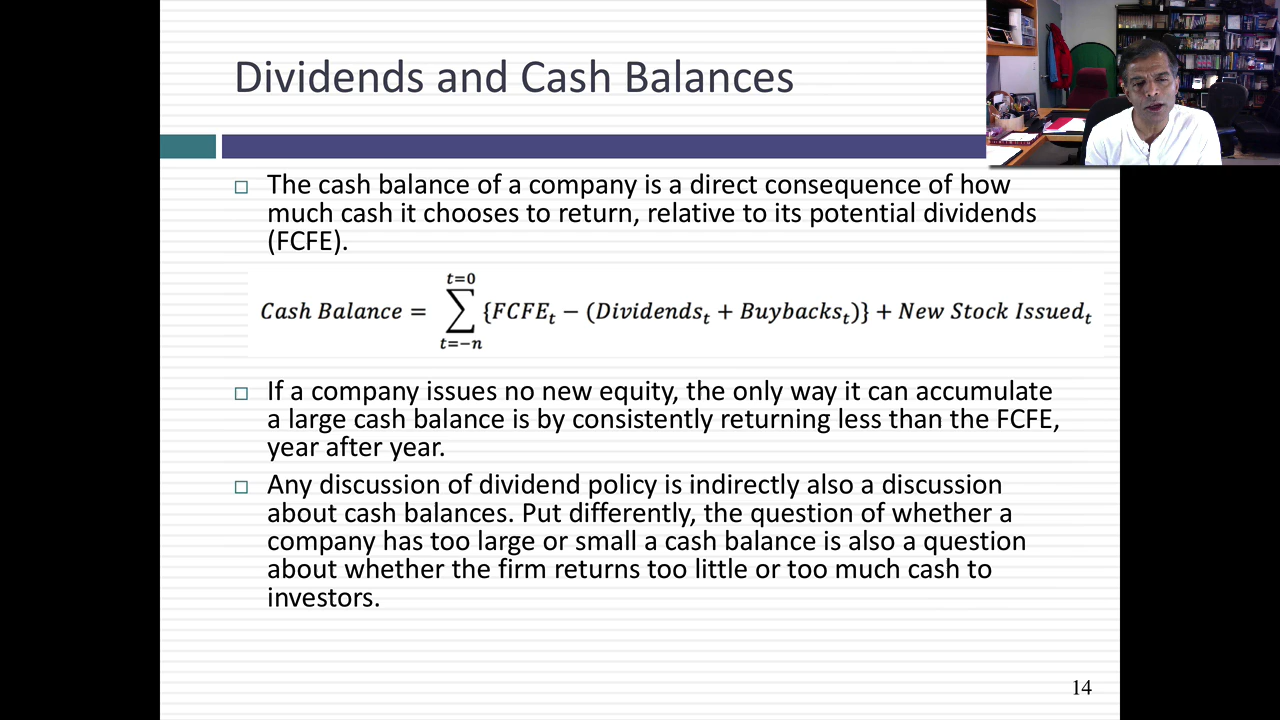 Dividends and Cash Balances
The cash balance of a company is a direct consequence of how
much cash it chooses to return, relative to its potential dividends
(FCFE).
Cash Balance = ∑_{t=-n}^{t=0} {FCFE_t − (Dividends_t + Buybacks_t)} + New Stock Issued_t
If a company issues no new equity, the only way it can accumulate
a large cash balance is by consistently returning less than the FCFE,
year after year.
Any discussion of dividend policy is indirectly also a discussion
about cash balances. Put differently, the question of whether a
company has too large or small a cash balance is also a question
about whether the firm returns too little or too much cash to
investors.
14